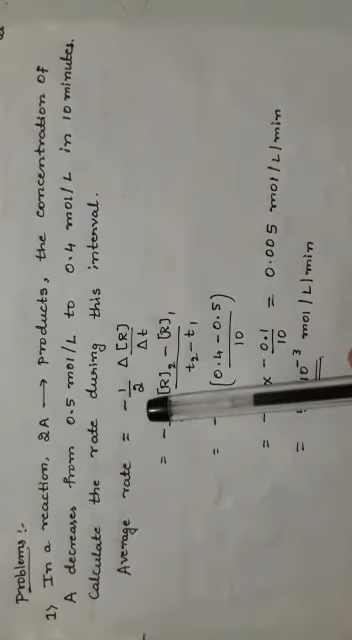 Problems :-
1) In a reaction, 2A → Products, the concentration of
A decreases from 0.5 mol/L to 0.4 mol/L in 10 minutes.
Calculate the rate during this interval.
Average rate = - 1/2 Δ[R]/Δt
= - [R]₂ - [R]₁ / t₂ - t₁
= - [0.4 - 0.5) / 10
= - x - 0.1/10 = 0.005 mol/L/min
= 10⁻³ mol/L/min